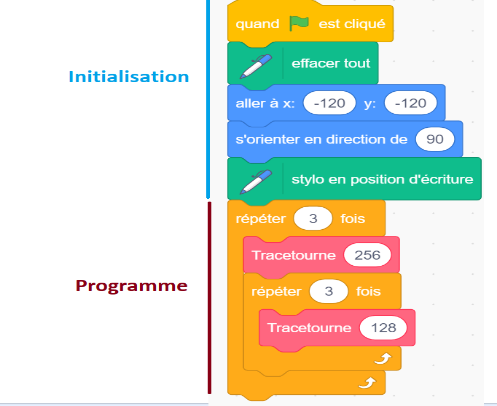 quand est cliqué
effacer tout
Initialisation
aller à x: -120 y: -120
s'orienter en direction de 90
stylo en position d'écriture
répéter 3 fois
Tracetourne 256
Programme
répéter 3 fois
Tracetourne 128